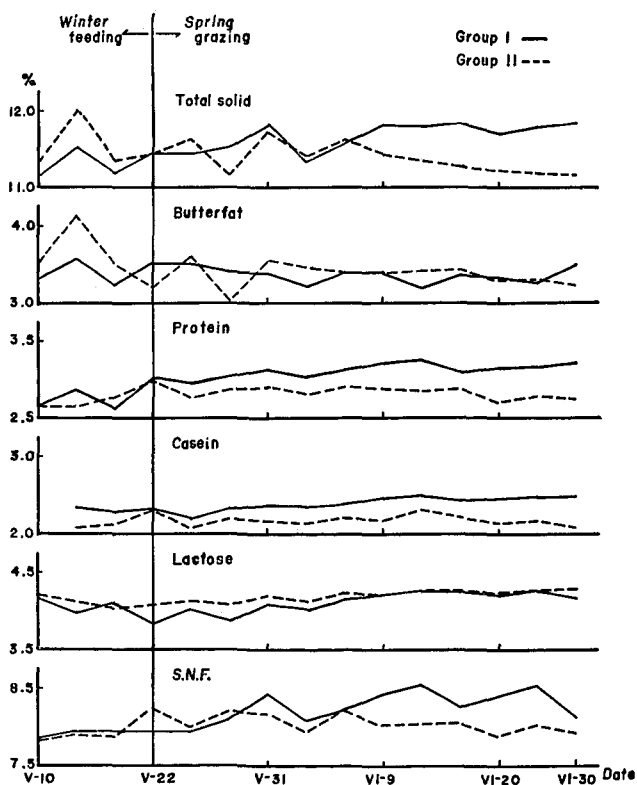 Winter feeding
Spring grazing
Group I
Group II
%
Total solid
12.0
11.0
Butterfat
4.0
3.0
Protein
3.5
2.5
Casein
3.0
2.0
Lactose
4.5
3.5
S.N.F.
8.5
7.5
V-10 V-22 V-31 VI-9 VI-20 VI-30 Date